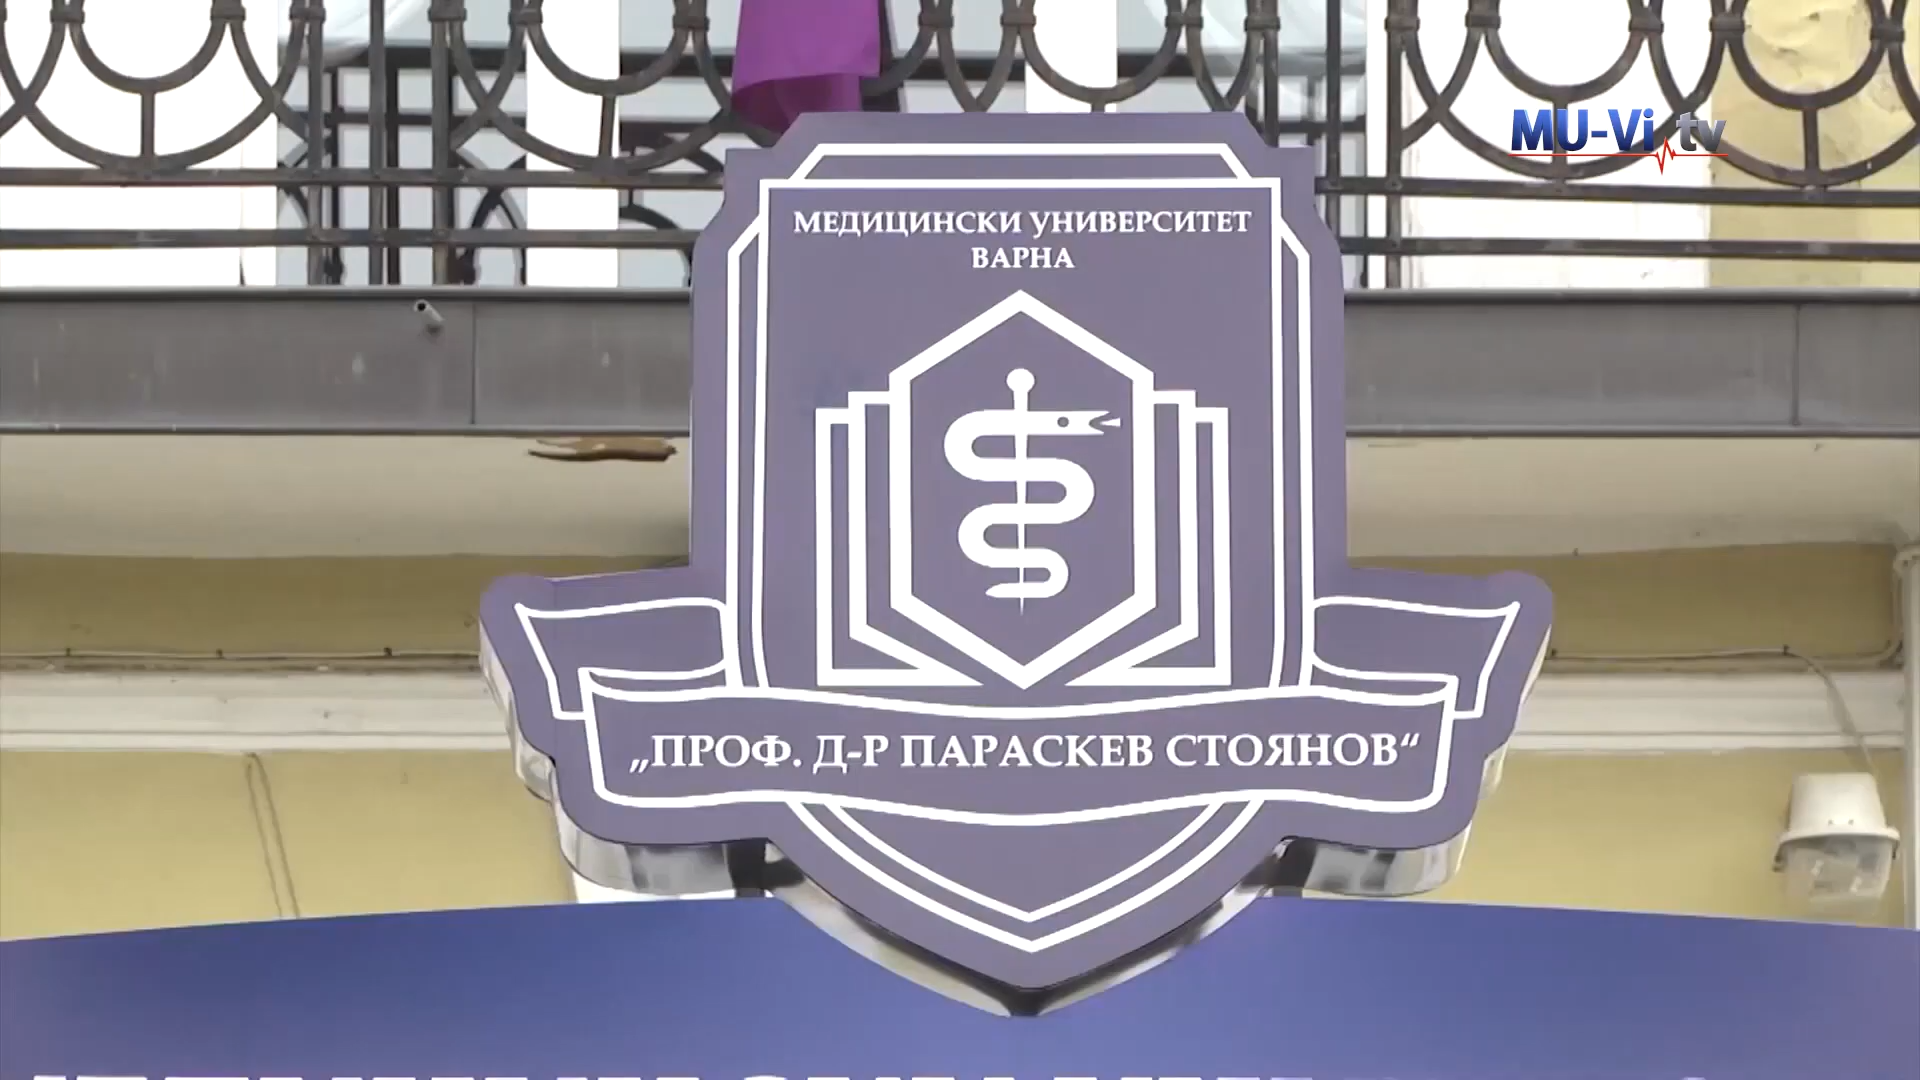 MU-Vi.tv
МЕДИЦИНСКИ УНИВЕРСИТЕТ
ВАРНА
„ПРОФ. Д-Р ПАРАСКЕВ СТОЯНОВ“